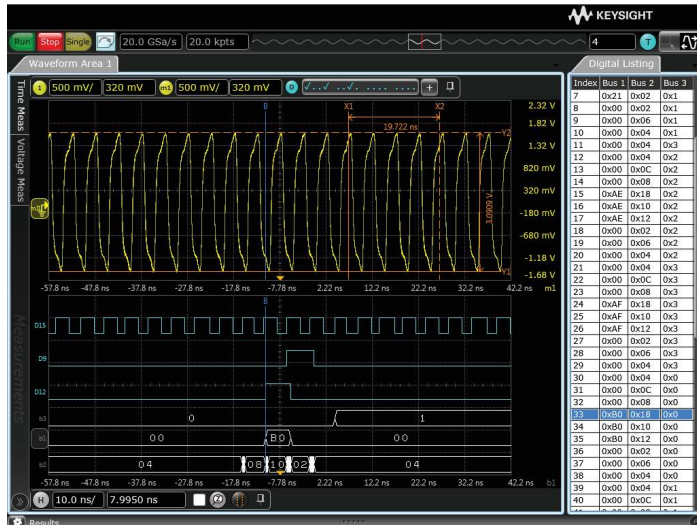 KEYSIGHT
Run Stop Single 20.0 GSa/s 20.0 kpts 4 T
Waveform Area 1
Digital Listing
1 500 mV/ 320 mV m1 500 mV/ 320 mV D +
Time Meas
Voltage Meas
Measurements
B X1 X2
19.722 ns
Y2
3.0909 V
Y1
2.32 V
1.82 V
1.32 V
820 mV
320 mV
-180 mV
-680 mV
-1.18 V
-1.68 V
-57.8 ns -47.8 ns -37.8 ns -27.8 ns -17.8 ns -7.78 ns 2.22 ns 12.2 ns 22.2 ns 32.2 ns 42.2 ns m1
B
D15
D9
D12
b3 0 1
b1 00 B0 00
b2 04 08 10 02 04
-57.8 ns -47.8 ns -37.8 ns -27.8 ns -17.8 ns -7.78 ns 2.22 ns 12.2 ns 22.2 ns 32.2 ns 42.2 ns b1
H 10.0 ns/ 7.9950 ns Z
Results
Index Bus 1 Bus 2 Bus 3
7 0x21 0x02 0x1
8 0x00 0x02 0x1
9 0x00 0x06 0x1
10 0x00 0x04 0x1
11 0x00 0x04 0x3
12 0x00 0x04 0x2
13 0x00 0x0C 0x2
14 0x00 0x08 0x2
15 0xAE 0x18 0x2
16 0xAE 0x10 0x2
17 0xAE 0x12 0x2
18 0x00 0x02 0x2
19 0x00 0x06 0x2
20 0x00 0x04 0x2
21 0x00 0x04 0x3
22 0x00 0x0C 0x3
23 0x00 0x08 0x3
24 0xAF 0x18 0x3
25 0xAF 0x10 0x3
26 0xAF 0x12 0x3
27 0x00 0x02 0x3
28 0x00 0x06 0x3
29 0x00 0x04 0x3
30 0x00 0x04 0x0
31 0x00 0x0C 0x0
32 0x00 0x08 0x0
33 0xB0 0x18 0x0
34 0xB0 0x10 0x0
35 0xB0 0x12 0x0
36 0x00 0x02 0x0
37 0x00 0x06 0x0
38 0x00 0x04 0x0
39 0x00 0x04 0x1
40 0x00 0x0C 0x1